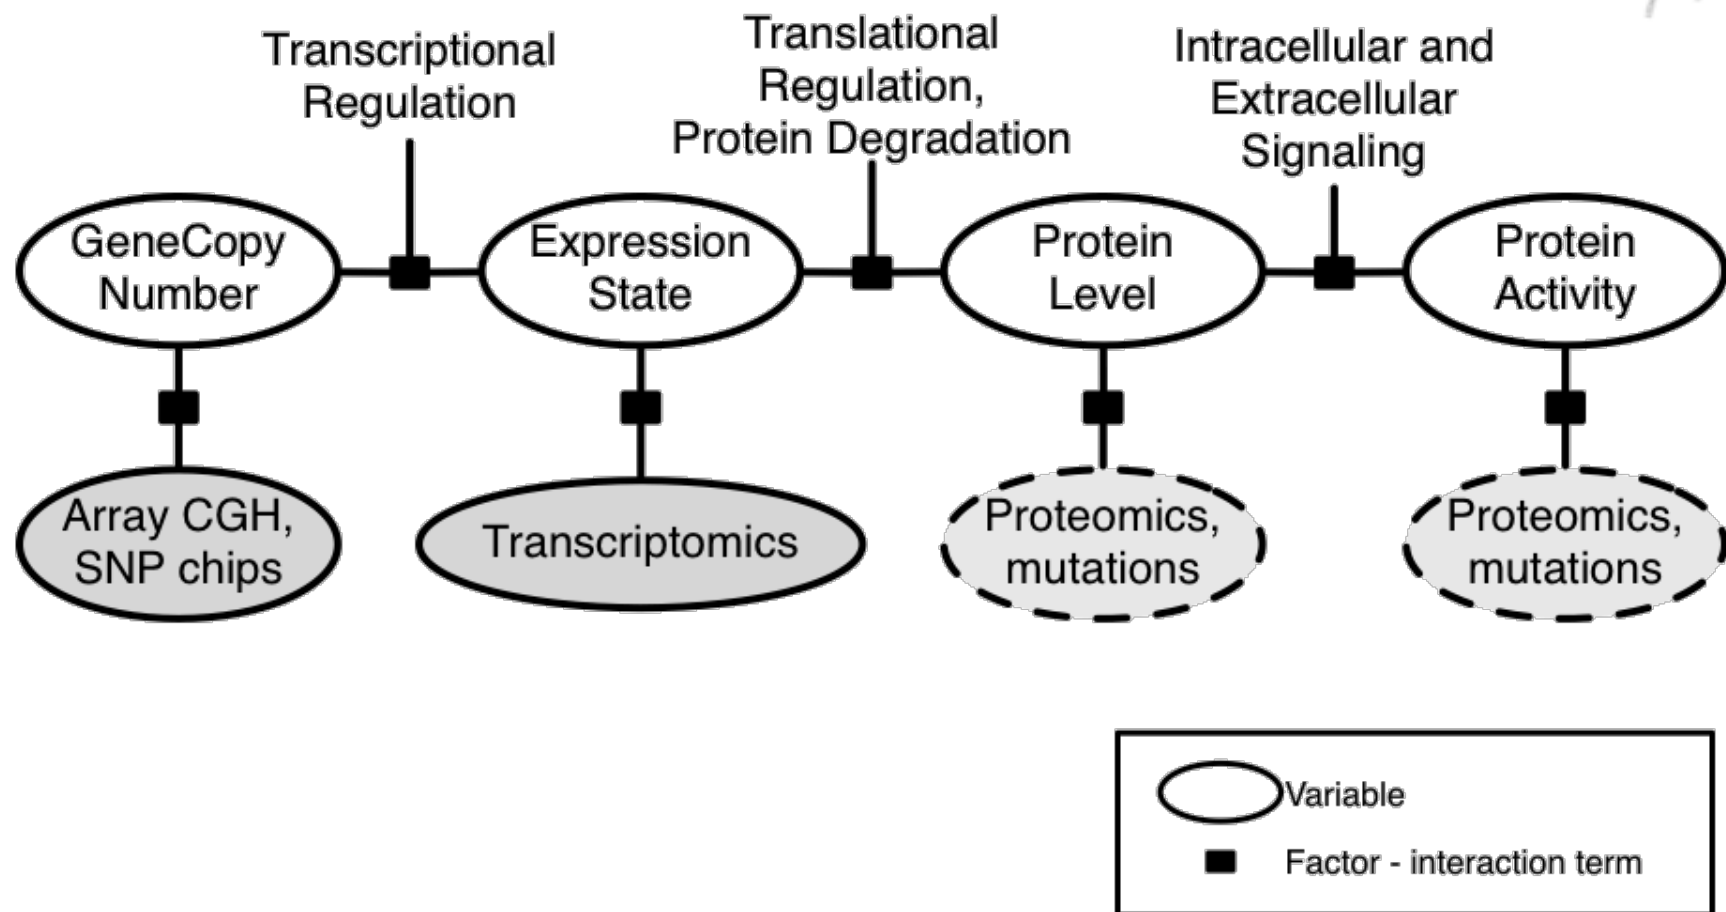 Transcriptional
Regulation
Translational
Regulation,
Protein Degradation
Intracellular and
Extracellular
Signaling
GeneCopy
Number
Expression
State
Protein
Level
Protein
Activity
Array CGH,
SNP chips
Transcriptomics
Proteomics,
mutations
Proteomics,
mutations
Variable
Factor - interaction term